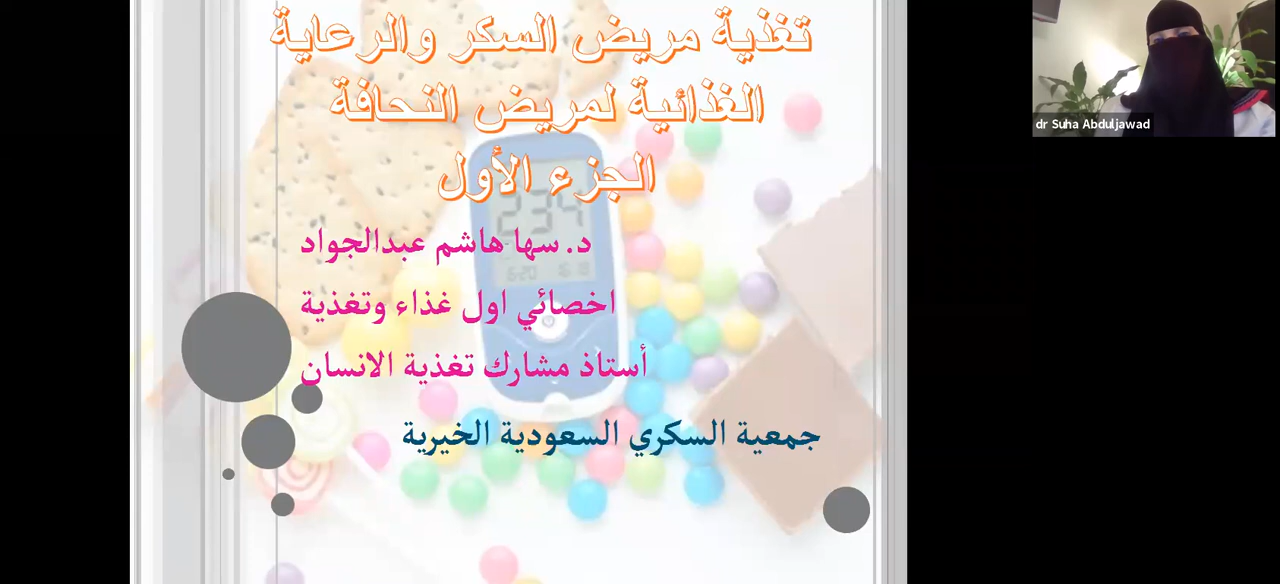 تغذية مريض السكر والرعاية
الغذائية لمريض النحافة
الجزء الأول
د. سها هاشم عبدالجواد
اخصائي اول غذاء وتغذية
أستاذ مشارك تغذية الانسان
جمعية السكري السعودية الخيرية
234
dr Suha Abduljawad